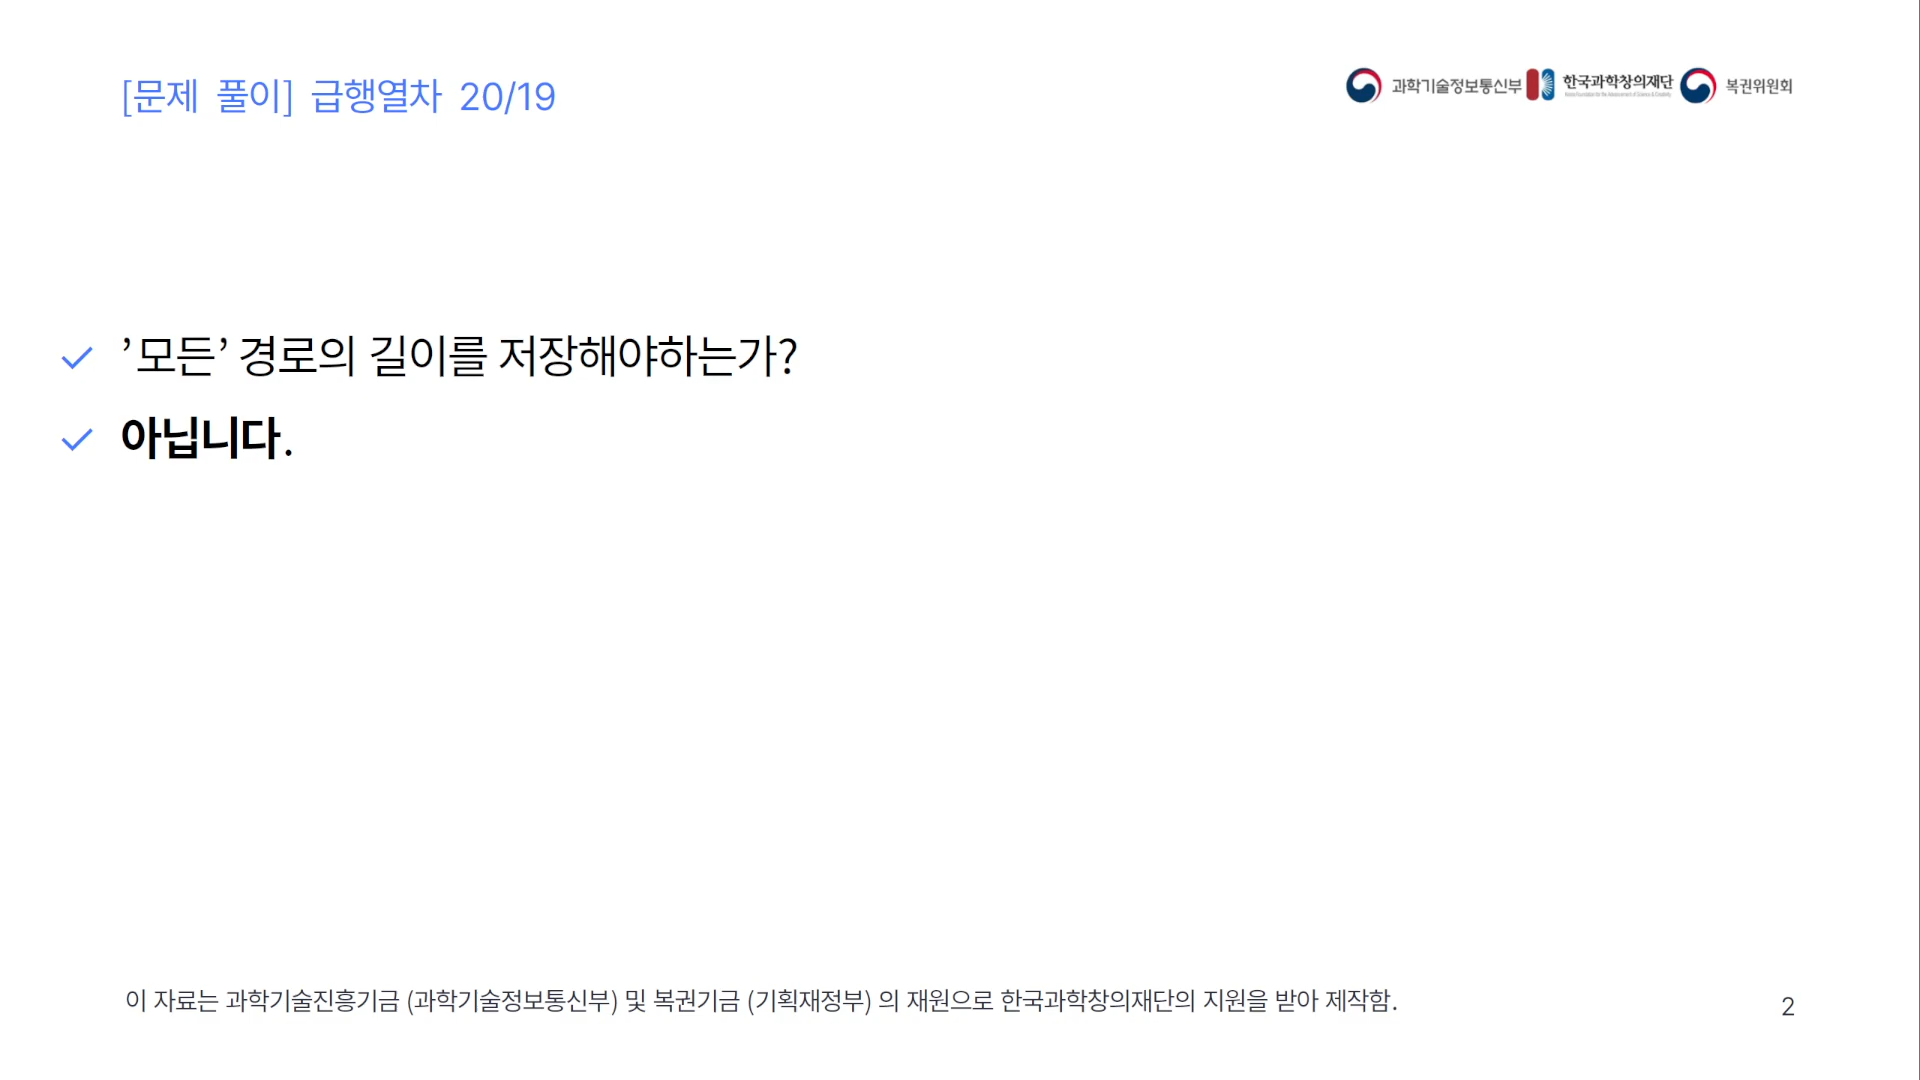 [문제 풀이] 급행열차 20/19
과학기술정보통신부 한국과학창의재단 복권위원회
’모든’ 경로의 길이를 저장해야하는가?
아닙니다.
이 자료는 과학기술진흥기금 (과학기술정보통신부) 및 복권기금 (기획재정부) 의 재원으로 한국과학창의재단의 지원을 받아 제작함.
2